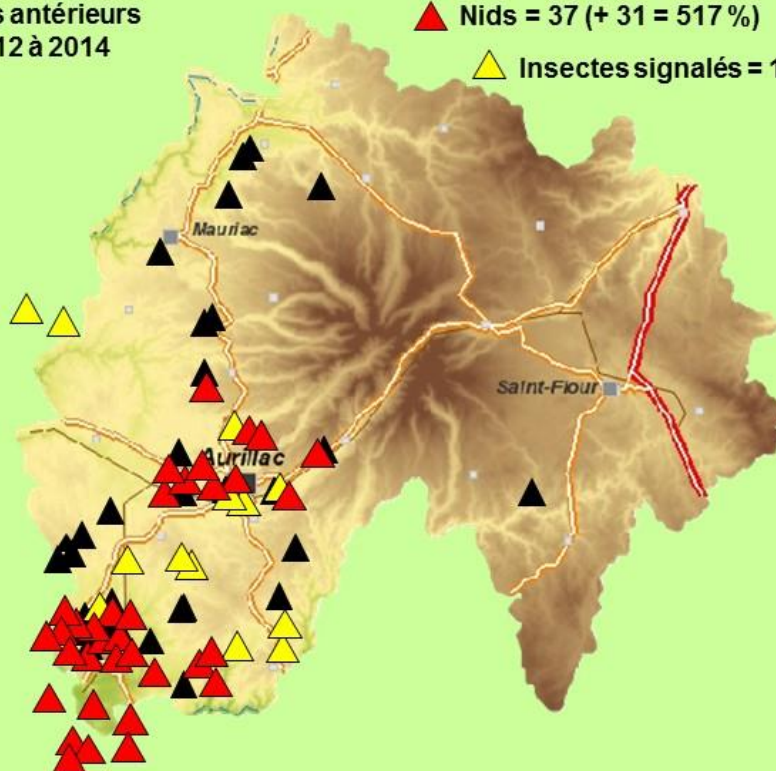 s antérieurs
12 à 2014
Nids = 37 (+ 31 = 517 %)
Insectes signalés = 1
Mauriac
Saint-Flour
Aurillac